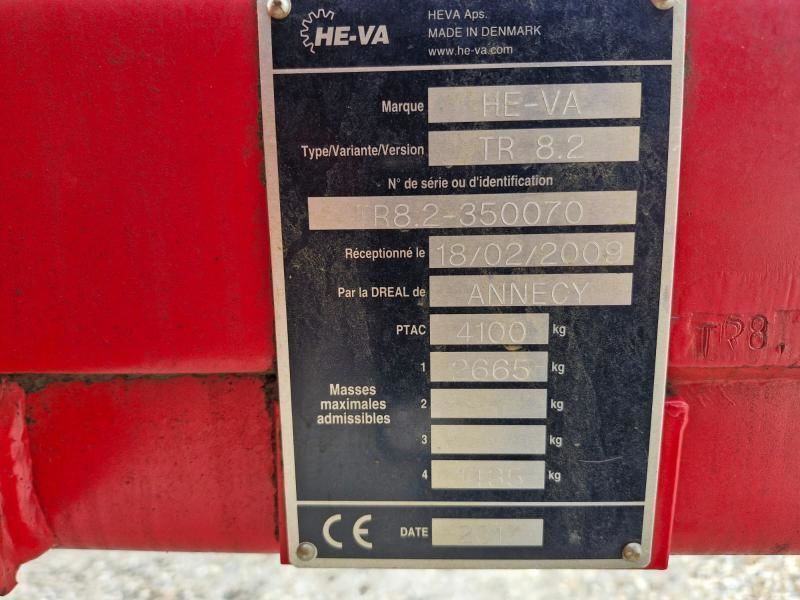 HE-VA
HEVA Aps.
MADE IN DENMARK
www.he-va.com
Marque HE-VA
Type/Variante/Version TR 8.2
N° de série ou d'identification
TR8.2-350070
Réceptionné le 18/02/2009
Par la DREAL de ANNECY
PTAC 4100 kg
1 2665 kg
Masses
maximales
admissibles
2 kg
3 kg
4 kg
CE DATE
TR8.